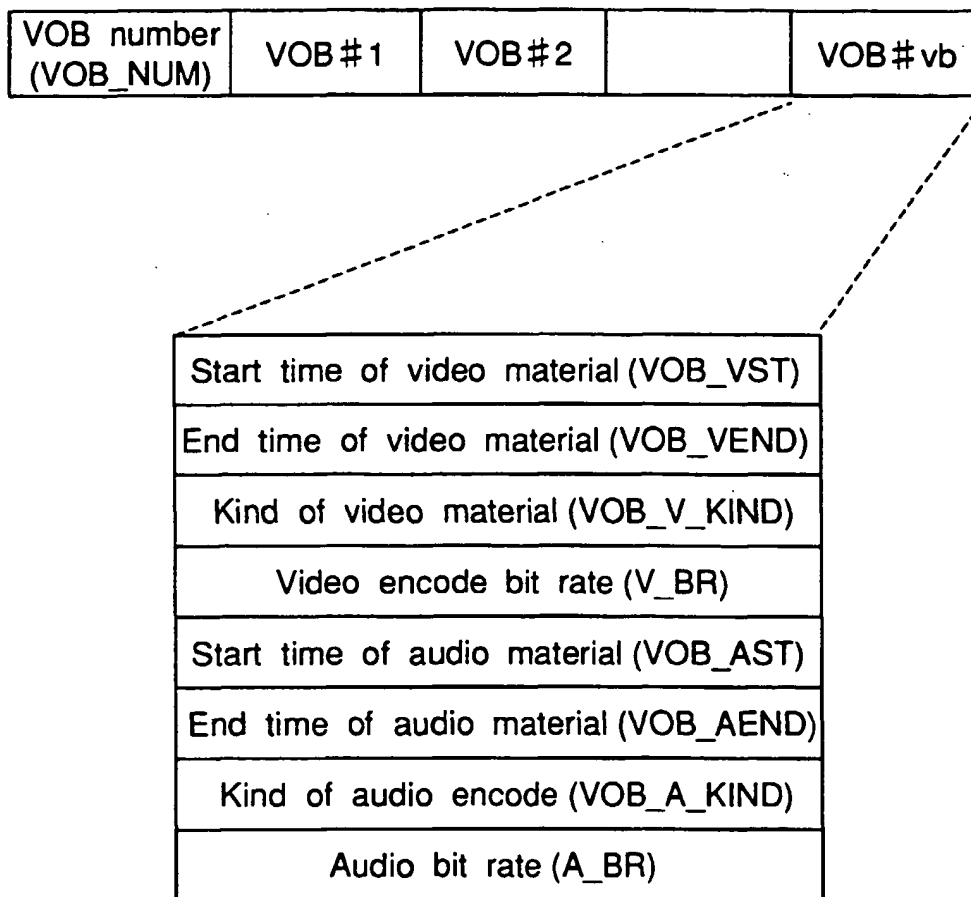 VOB number
(VOB_NUM)
VOB#1
VOB#2
VOB#vb
Start time of video material (VOB_VST)
End time of video material (VOB_VEND)
Kind of video material (VOB_V_KIND)
Video encode bit rate (V_BR)
Start time of audio material (VOB_AST)
End time of audio material (VOB_AEND)
Kind of audio encode (VOB_A_KIND)
Audio bit rate (A_BR)